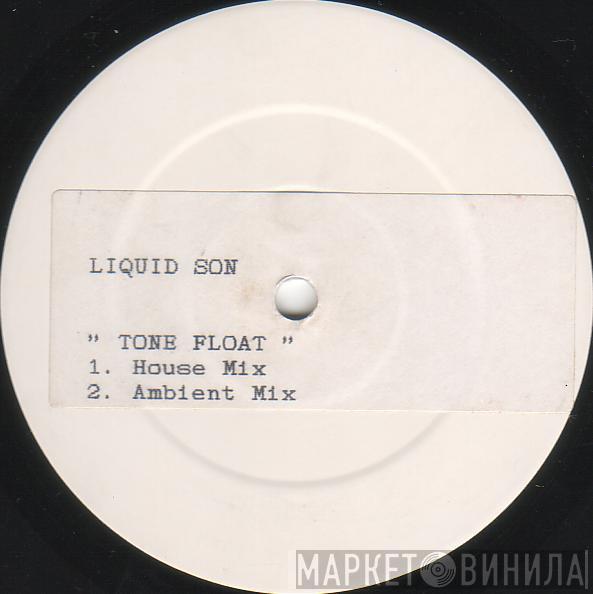 LIQUID SON
" TONE FLOAT "
1. House Mix
2. Ambient Mix
МАРКЕТ ВИНИЛА